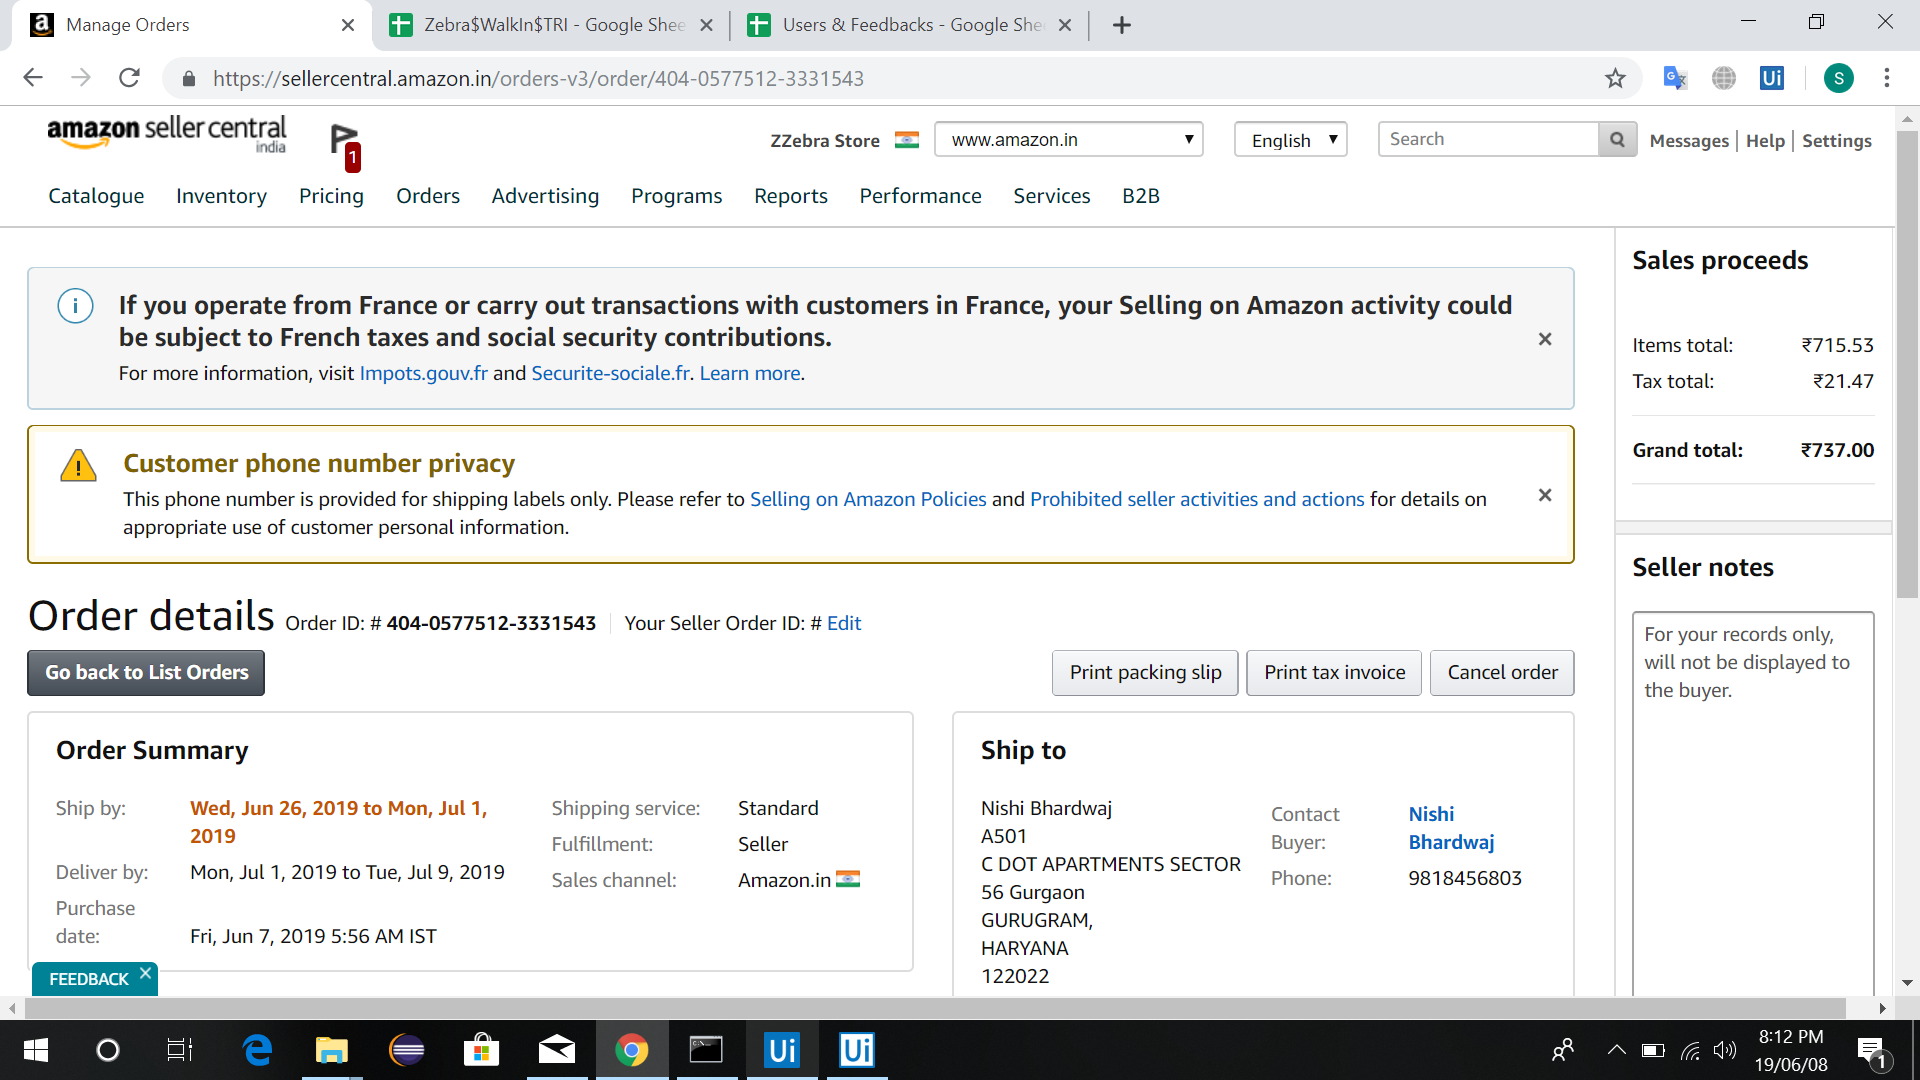 Manage Orders
Zebra$WalkIn$TRI - Google Shee
Users & Feedbacks - Google She
https://sellercentral.amazon.in/orders-v3/order/404-0577512-3331543
S
amazon seller central
india
1
ZZebra Store
www.amazon.in
English
Search
Messages
Help
Settings
Catalogue
Inventory
Pricing
Orders
Advertising
Programs
Reports
Performance
Services
B2B
If you operate from France or carry out transactions with customers in France, your Selling on Amazon activity could
be subject to French taxes and social security contributions.
For more information, visit Impots.gouv.fr and Securite-sociale.fr. Learn more.
Customer phone number privacy
This phone number is provided for shipping labels only. Please refer to Selling on Amazon Policies and Prohibited seller activities and actions for details on
appropriate use of customer personal information.
Order details Order ID: # 404-0577512-3331543 Your Seller Order ID: # Edit
Go back to List Orders
Print packing slip
Print tax invoice
Cancel order
Order Summary
Ship by: Wed, Jun 26, 2019 to Mon, Jul 1,
2019
Deliver by: Mon, Jul 1, 2019 to Tue, Jul 9, 2019
Purchase
date: Fri, Jun 7, 2019 5:56 AM IST
Shipping service: Standard
Fulfillment: Seller
Sales channel: Amazon.in
Ship to
Nishi Bhardwaj
A501
C DOT APARTMENTS SECTOR
56 Gurgaon
GURUGRAM,
HARYANA
122022
Contact
Buyer:
Nishi
Bhardwaj
Phone: 9818456803
Sales proceeds
Items total: ₹715.53
Tax total: ₹21.47
Grand total: ₹737.00
Seller notes
For your records only,
will not be displayed to
the buyer.
FEEDBACK
Ui
Ui
Ui
8:12 PM
19/06/08
1